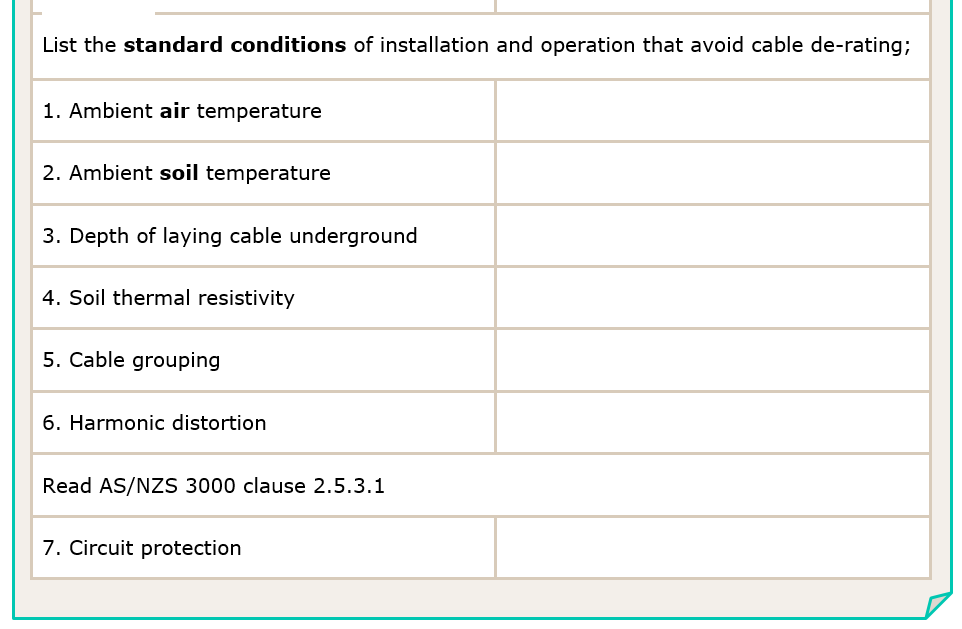 List the standard conditions of installation and operation that avoid cable de-rating;
1. Ambient air temperature
2. Ambient soil temperature
3. Depth of laying cable underground
4. Soil thermal resistivity
5. Cable grouping
6. Harmonic distortion
Read AS/NZS 3000 clause 2.5.3.1
7. Circuit protection